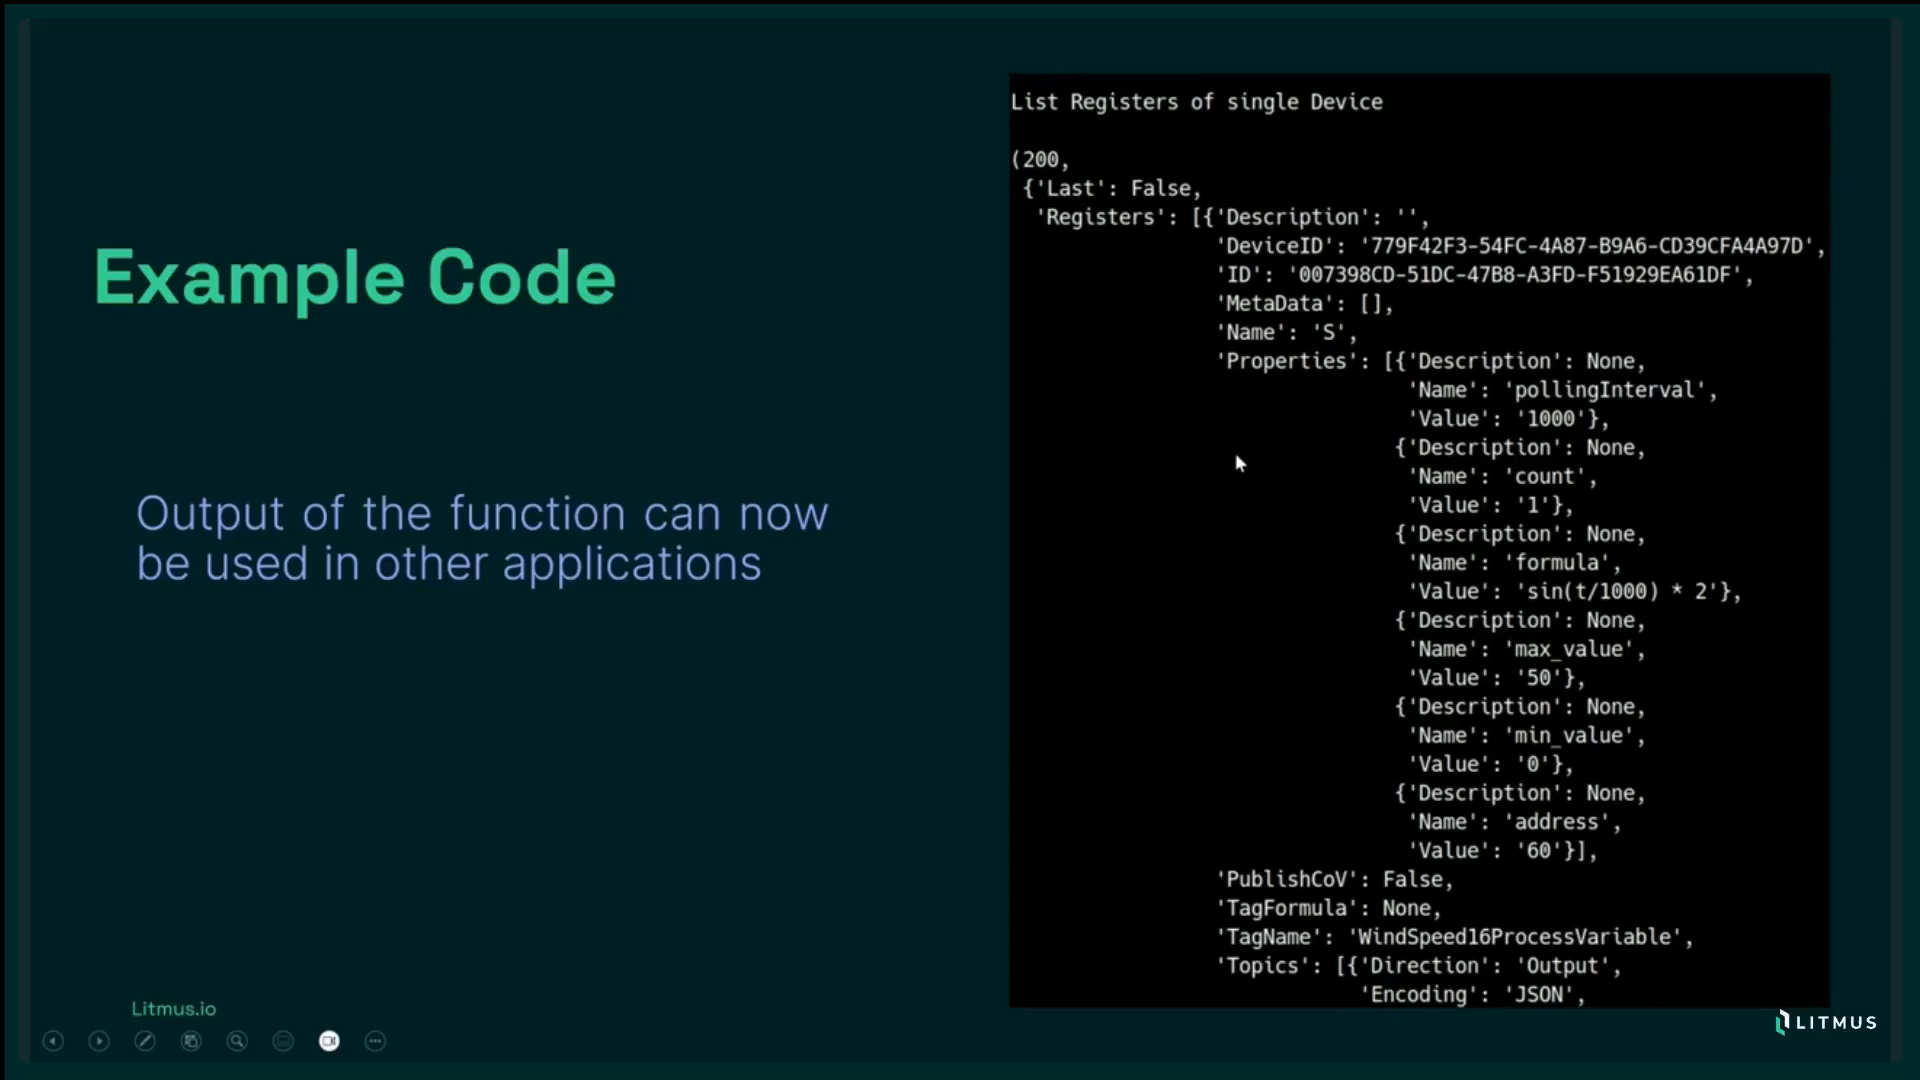 Example Code
Output of the function can now
be used in other applications
List Registers of single Device
(200,
{'Last': False,
'Registers': [{'Description': '',
'DeviceID': '779F42F3-54FC-4A87-B9A6-CD39CFA4A97D',
'ID': '007398CD-51DC-47B8-A3FD-F51929EA61DF',
'MetaData': [],
'Name': 'S',
'Properties': [{'Description': None,
'Name': 'pollingInterval',
'Value': '1000'},
{'Description': None,
'Name': 'count',
'Value': '1'},
{'Description': None,
'Name': 'formula',
'Value': 'sin(t/1000) * 2'},
{'Description': None,
'Name': 'max_value',
'Value': '50'},
{'Description': None,
'Name': 'min_value',
'Value': '0'},
{'Description': None,
'Name': 'address',
'Value': '60'}],
'PublishCoV': False,
'TagFormula': None,
'TagName': 'WindSpeed16ProcessVariable',
'Topics': [{'Direction': 'Output',
'Encoding': 'JSON',
Litmus.io
LITMUS